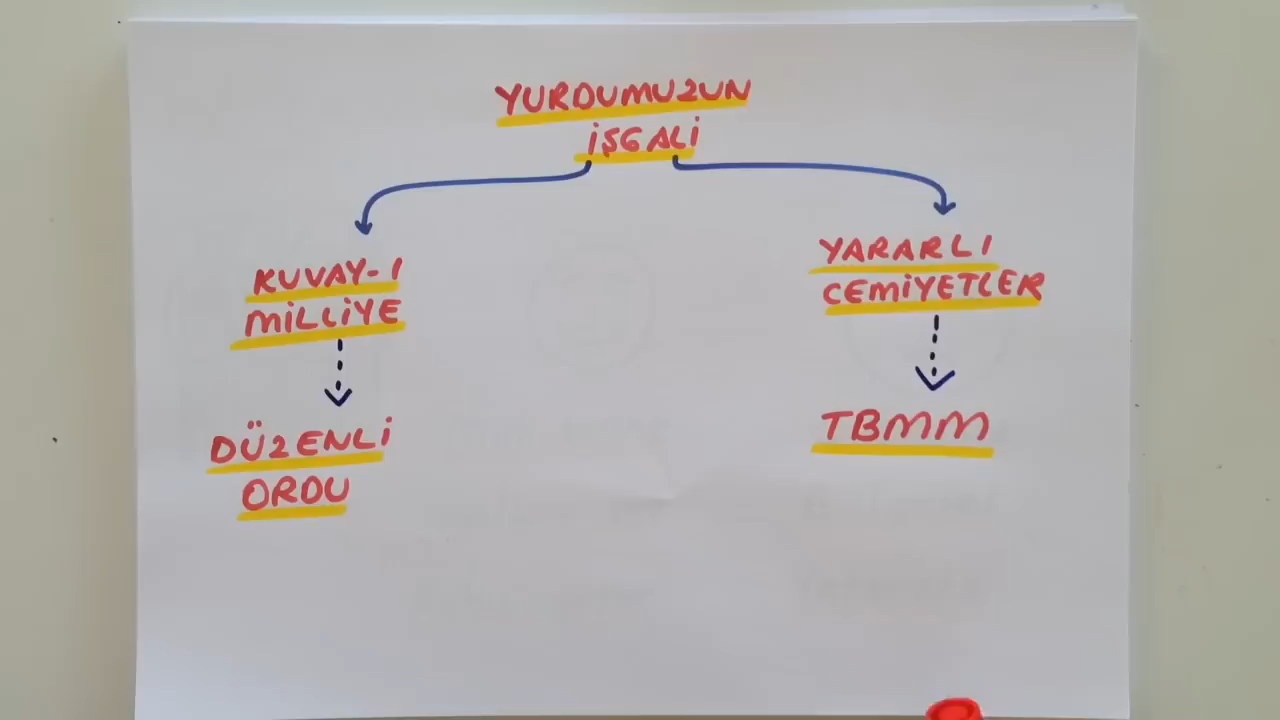 YURDUMUZUN
İŞGALİ
KUVAY-I
MİLLİYE
DÜZENLİ
ORDU
YARARLI
CEMİYETLER
TBMM